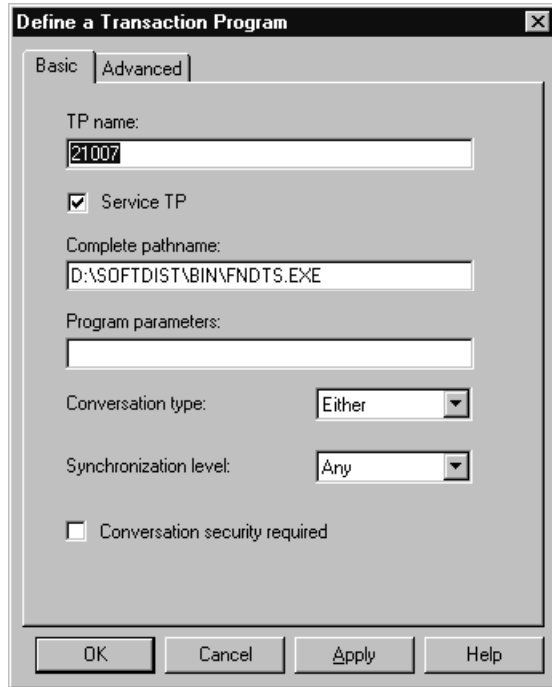 Define a Transaction Program
Basic
Advanced
TP name:
21007
Service TP
Complete pathname:
D:\SOFTDIST\BIN\FNDTS.EXE
Program parameters:
Conversation type:
Either
Synchronization level:
Any
Conversation security required
OK
Cancel
Apply
Help